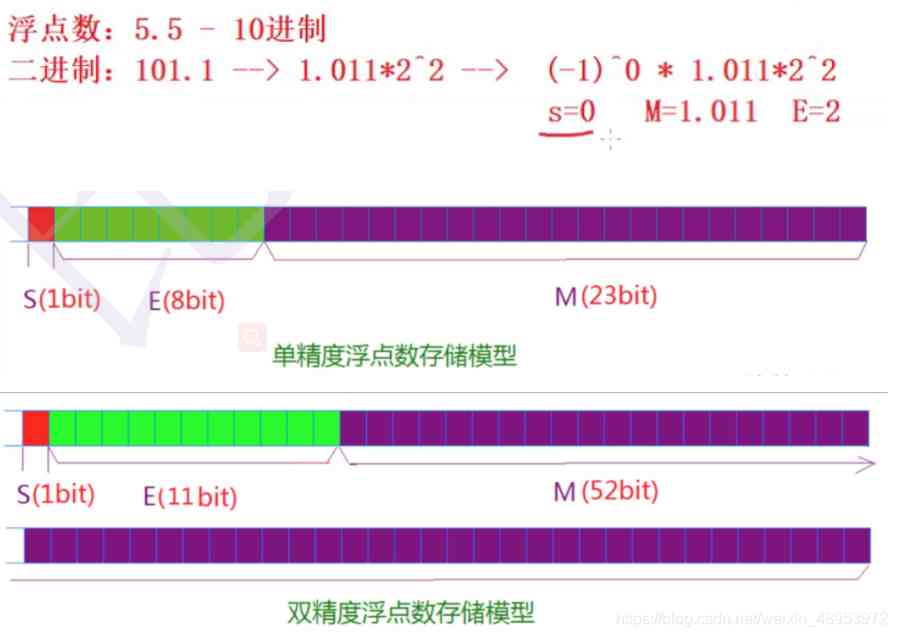 浮点数：5.5 - 10进制
二进制：101.1 --> 1.011*2^2 --> (-1)^0 * 1.011*2^2
s=0 M=1.011 E=2
S(1bit) E(8bit) M(23bit)
单精度浮点数存储模型
S(1bit) E(11bit) M(52bit)
双精度浮点数存储模型
https://blog.csdn.net/weixin_48953972